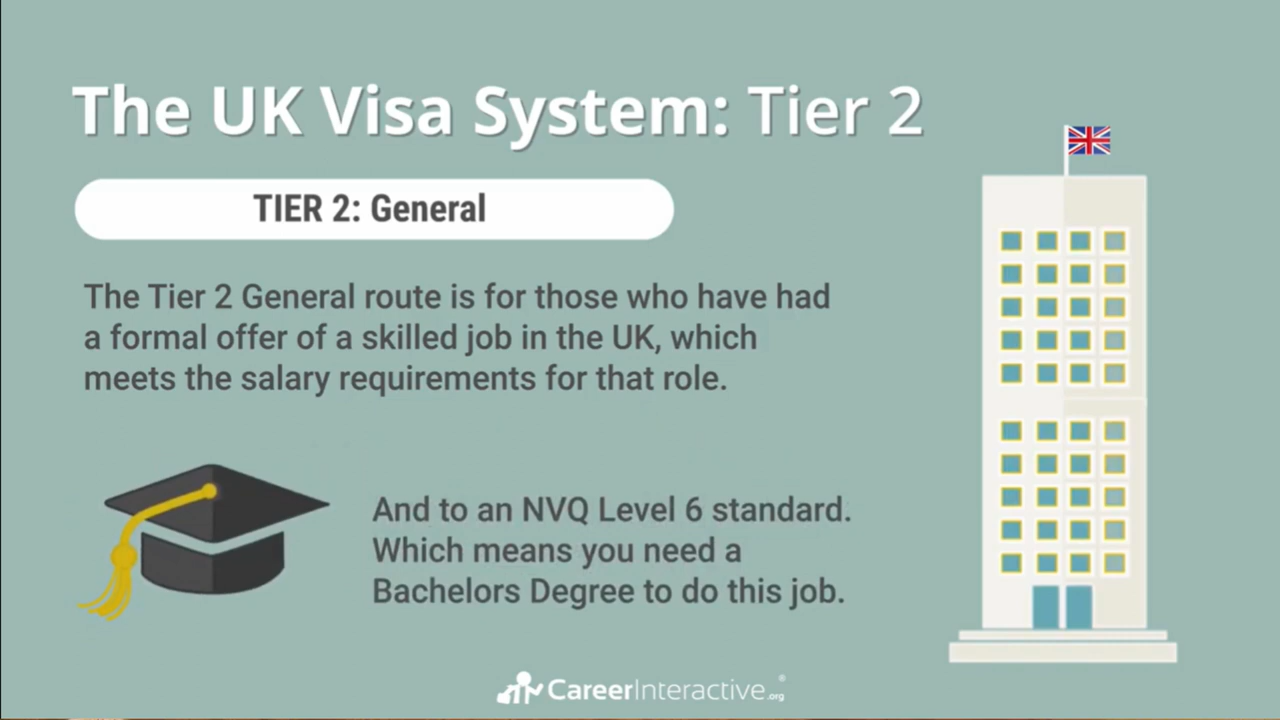 The UK Visa System: Tier 2
TIER 2: General
The Tier 2 General route is for those who have had
a formal offer of a skilled job in the UK, which
meets the salary requirements for that role.
And to an NVQ Level 6 standard.
Which means you need a
Bachelors Degree to do this job.
CareerInteractive.org®